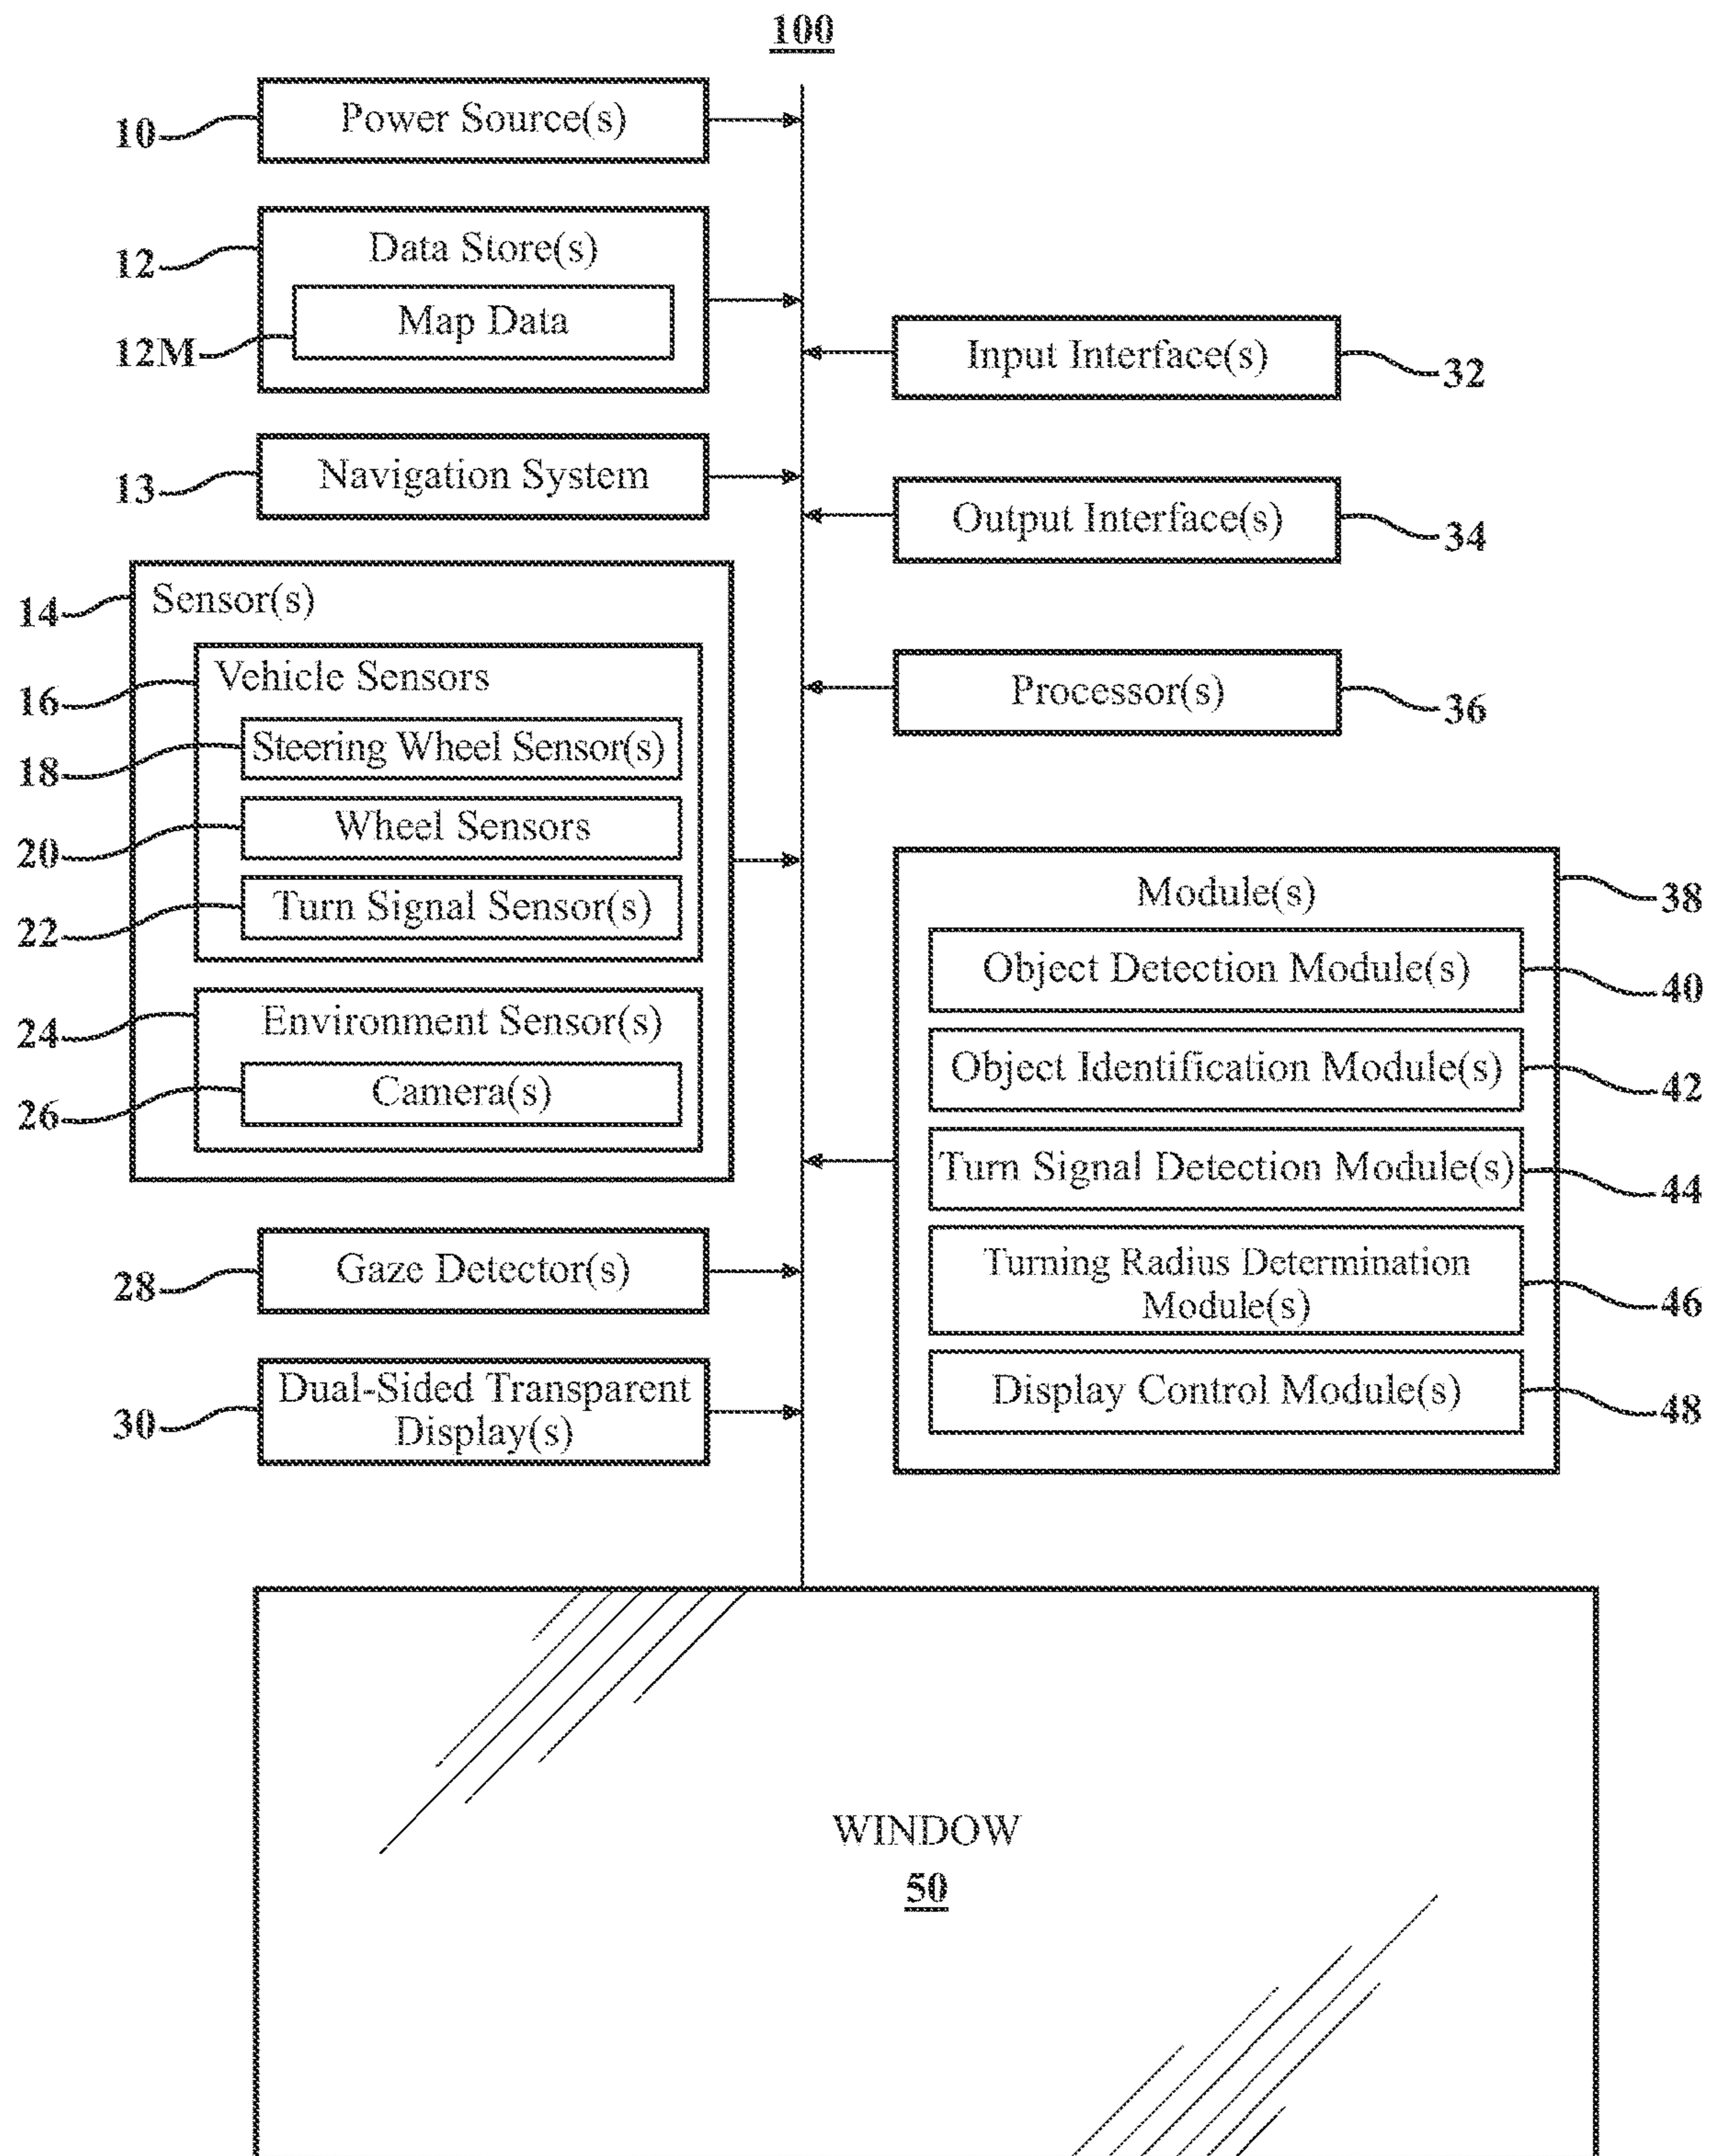 100
10
Power Source(s)
12
Data Store(s)
12M
Map Data
13
Navigation System
14
Sensor(s)
16
Vehicle Sensors
18
Steering Wheel Sensor(s)
20
Wheel Sensors
22
Turn Signal Sensor(s)
24
Environment Sensor(s)
26
Camera(s)
28
Gaze Detector(s)
30
Dual-Sided Transparent
Display(s)
Input Interface(s)
32
Output Interface(s)
34
Processor(s)
36
Module(s)
38
Object Detection Module(s)
40
Object Identification Module(s)
42
Turn Signal Detection Module(s)
44
Turning Radius Determination
Module(s)
46
Display Control Module(s)
48
WINDOW
50